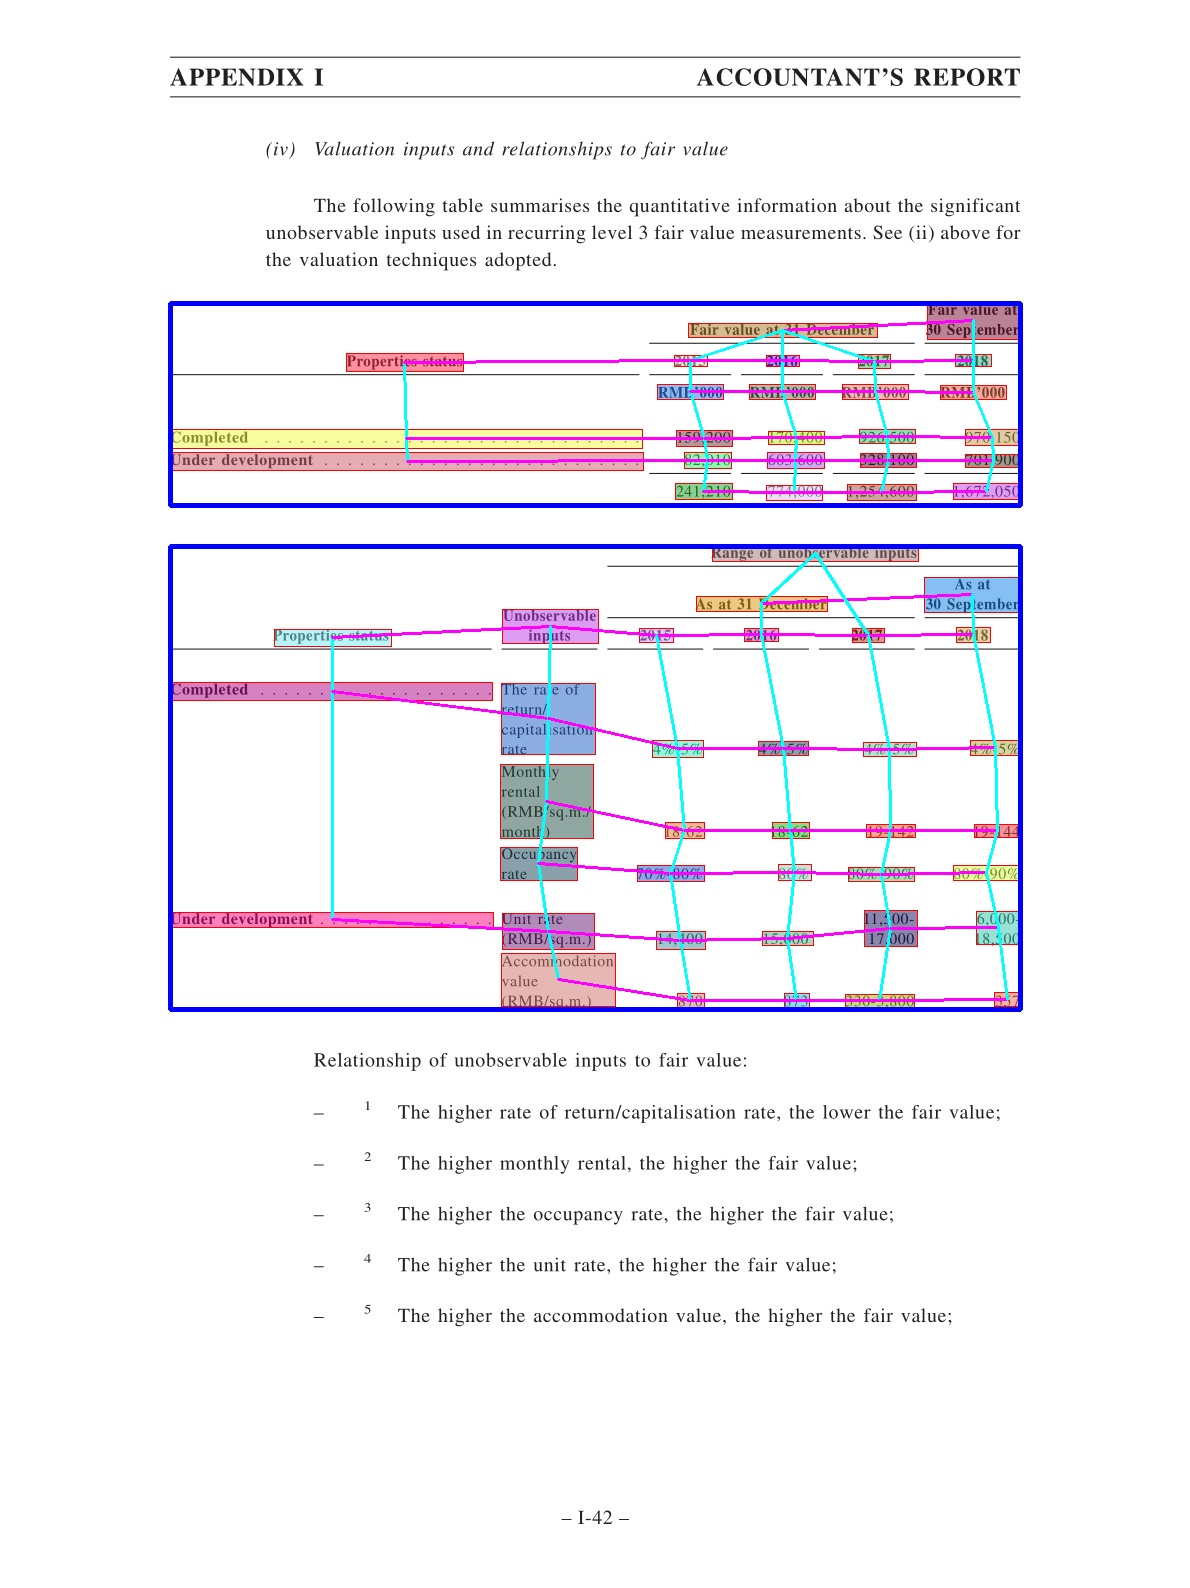 APPENDIX I ACCOUNTANT'S REPORT
(iv) Valuation inputs and relationships to fair value
The following table summarises the quantitative information about the significant
unobservable inputs used in recurring level 3 fair value measurements. See (ii) above for
the valuation techniques adopted.
Fair value at
Fair value at 31 December 30 September
Properties status 2015 2016 2017 2018
RMB'000 RMB'000 RMB'000 RMB'000
Completed 159,200 170,400 926,500 970,150
Under development 82,010 603,600 328,100 701,900
241,210 774,000 1,254,600 1,672,050
Range of unobservable inputs
As at
As at 31 December 30 September
Unobservable
Properties status inputs 2015 2016 2017 2018
Completed The rate of
return/
capitalisation
rate 4%-5% 4%-5% 4%-5% 4%-5%
Monthly
rental
(RMB/sq.m./
month) 18-62 18-62 19-142 19-144
Occupancy
rate 70%-80% 80% 80%-90% 80%-90%
Under development Unit rate 11,500- 6,000-
(RMB/sq.m.) 15,000 17,000 18,500
Accommodation
value
(RMB/sq.m.) 870 357
Relationship of unobservable inputs to fair value:
– 1 The higher rate of return/capitalisation rate, the lower the fair value;
– 2 The higher monthly rental, the higher the fair value;
– 3 The higher the occupancy rate, the higher the fair value;
– 4 The higher the unit rate, the higher the fair value;
– 5 The higher the accommodation value, the higher the fair value;
– I-42 –